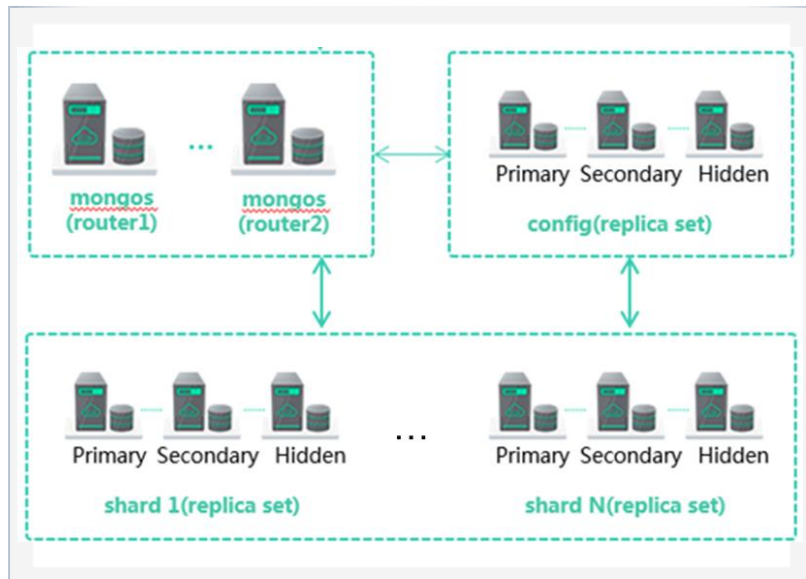 ...
mongos
(router1)
mongos
(router2)
Primary Secondary Hidden
config(replica set)
Primary Secondary Hidden
shard 1(replica set)
...
Primary Secondary Hidden
shard N(replica set)